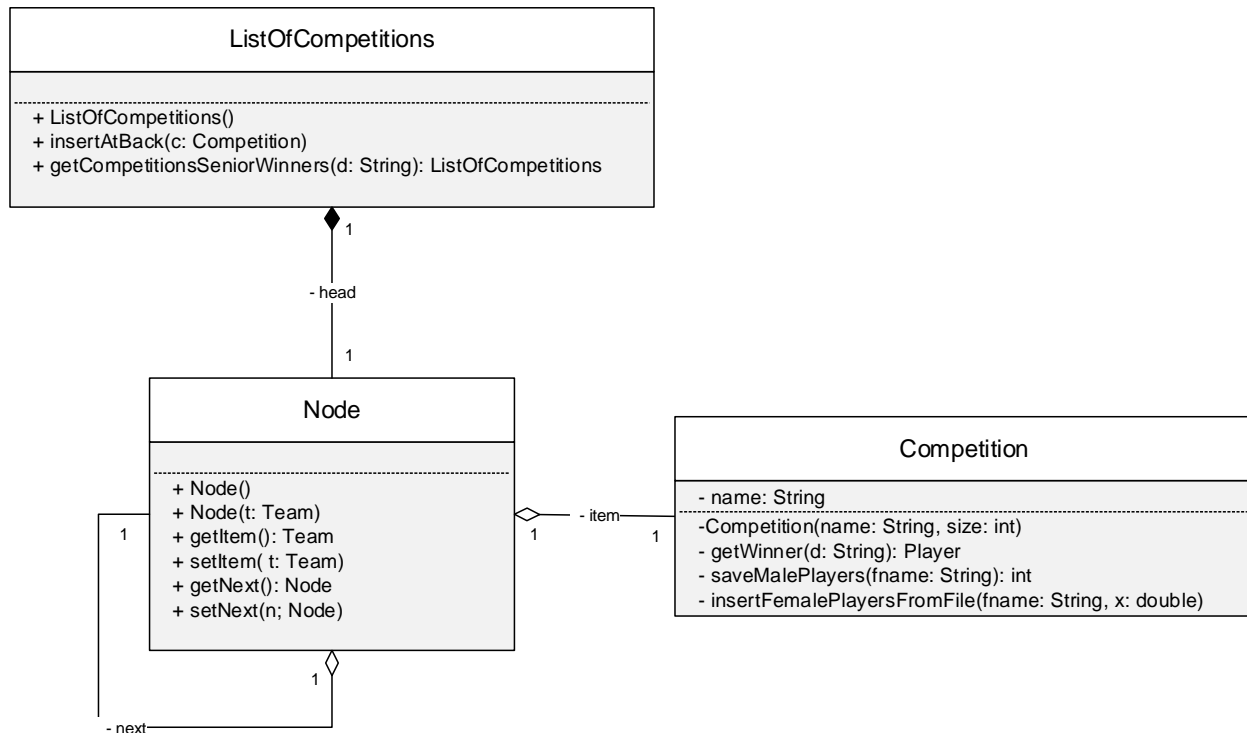 ListOfCompetitions
+ ListOfCompetitions()
+ insertAtBack(c: Competition)
+ getCompetitionsSeniorWinners(d: String): ListOfCompetitions
1
- head
1
Node
+ Node()
+ Node(t: Team)
+ getItem(): Team
+ setItem( t: Team)
+ getNext(): Node
+ setNext(n; Node)
1
1
- next
1
- item
1
Competition
- name: String
-Competition(name: String, size: int)
- getWinner(d: String): Player
- saveMalePlayers(fname: String): int
- insertFemalePlayersFromFile(fname: String, x: double)